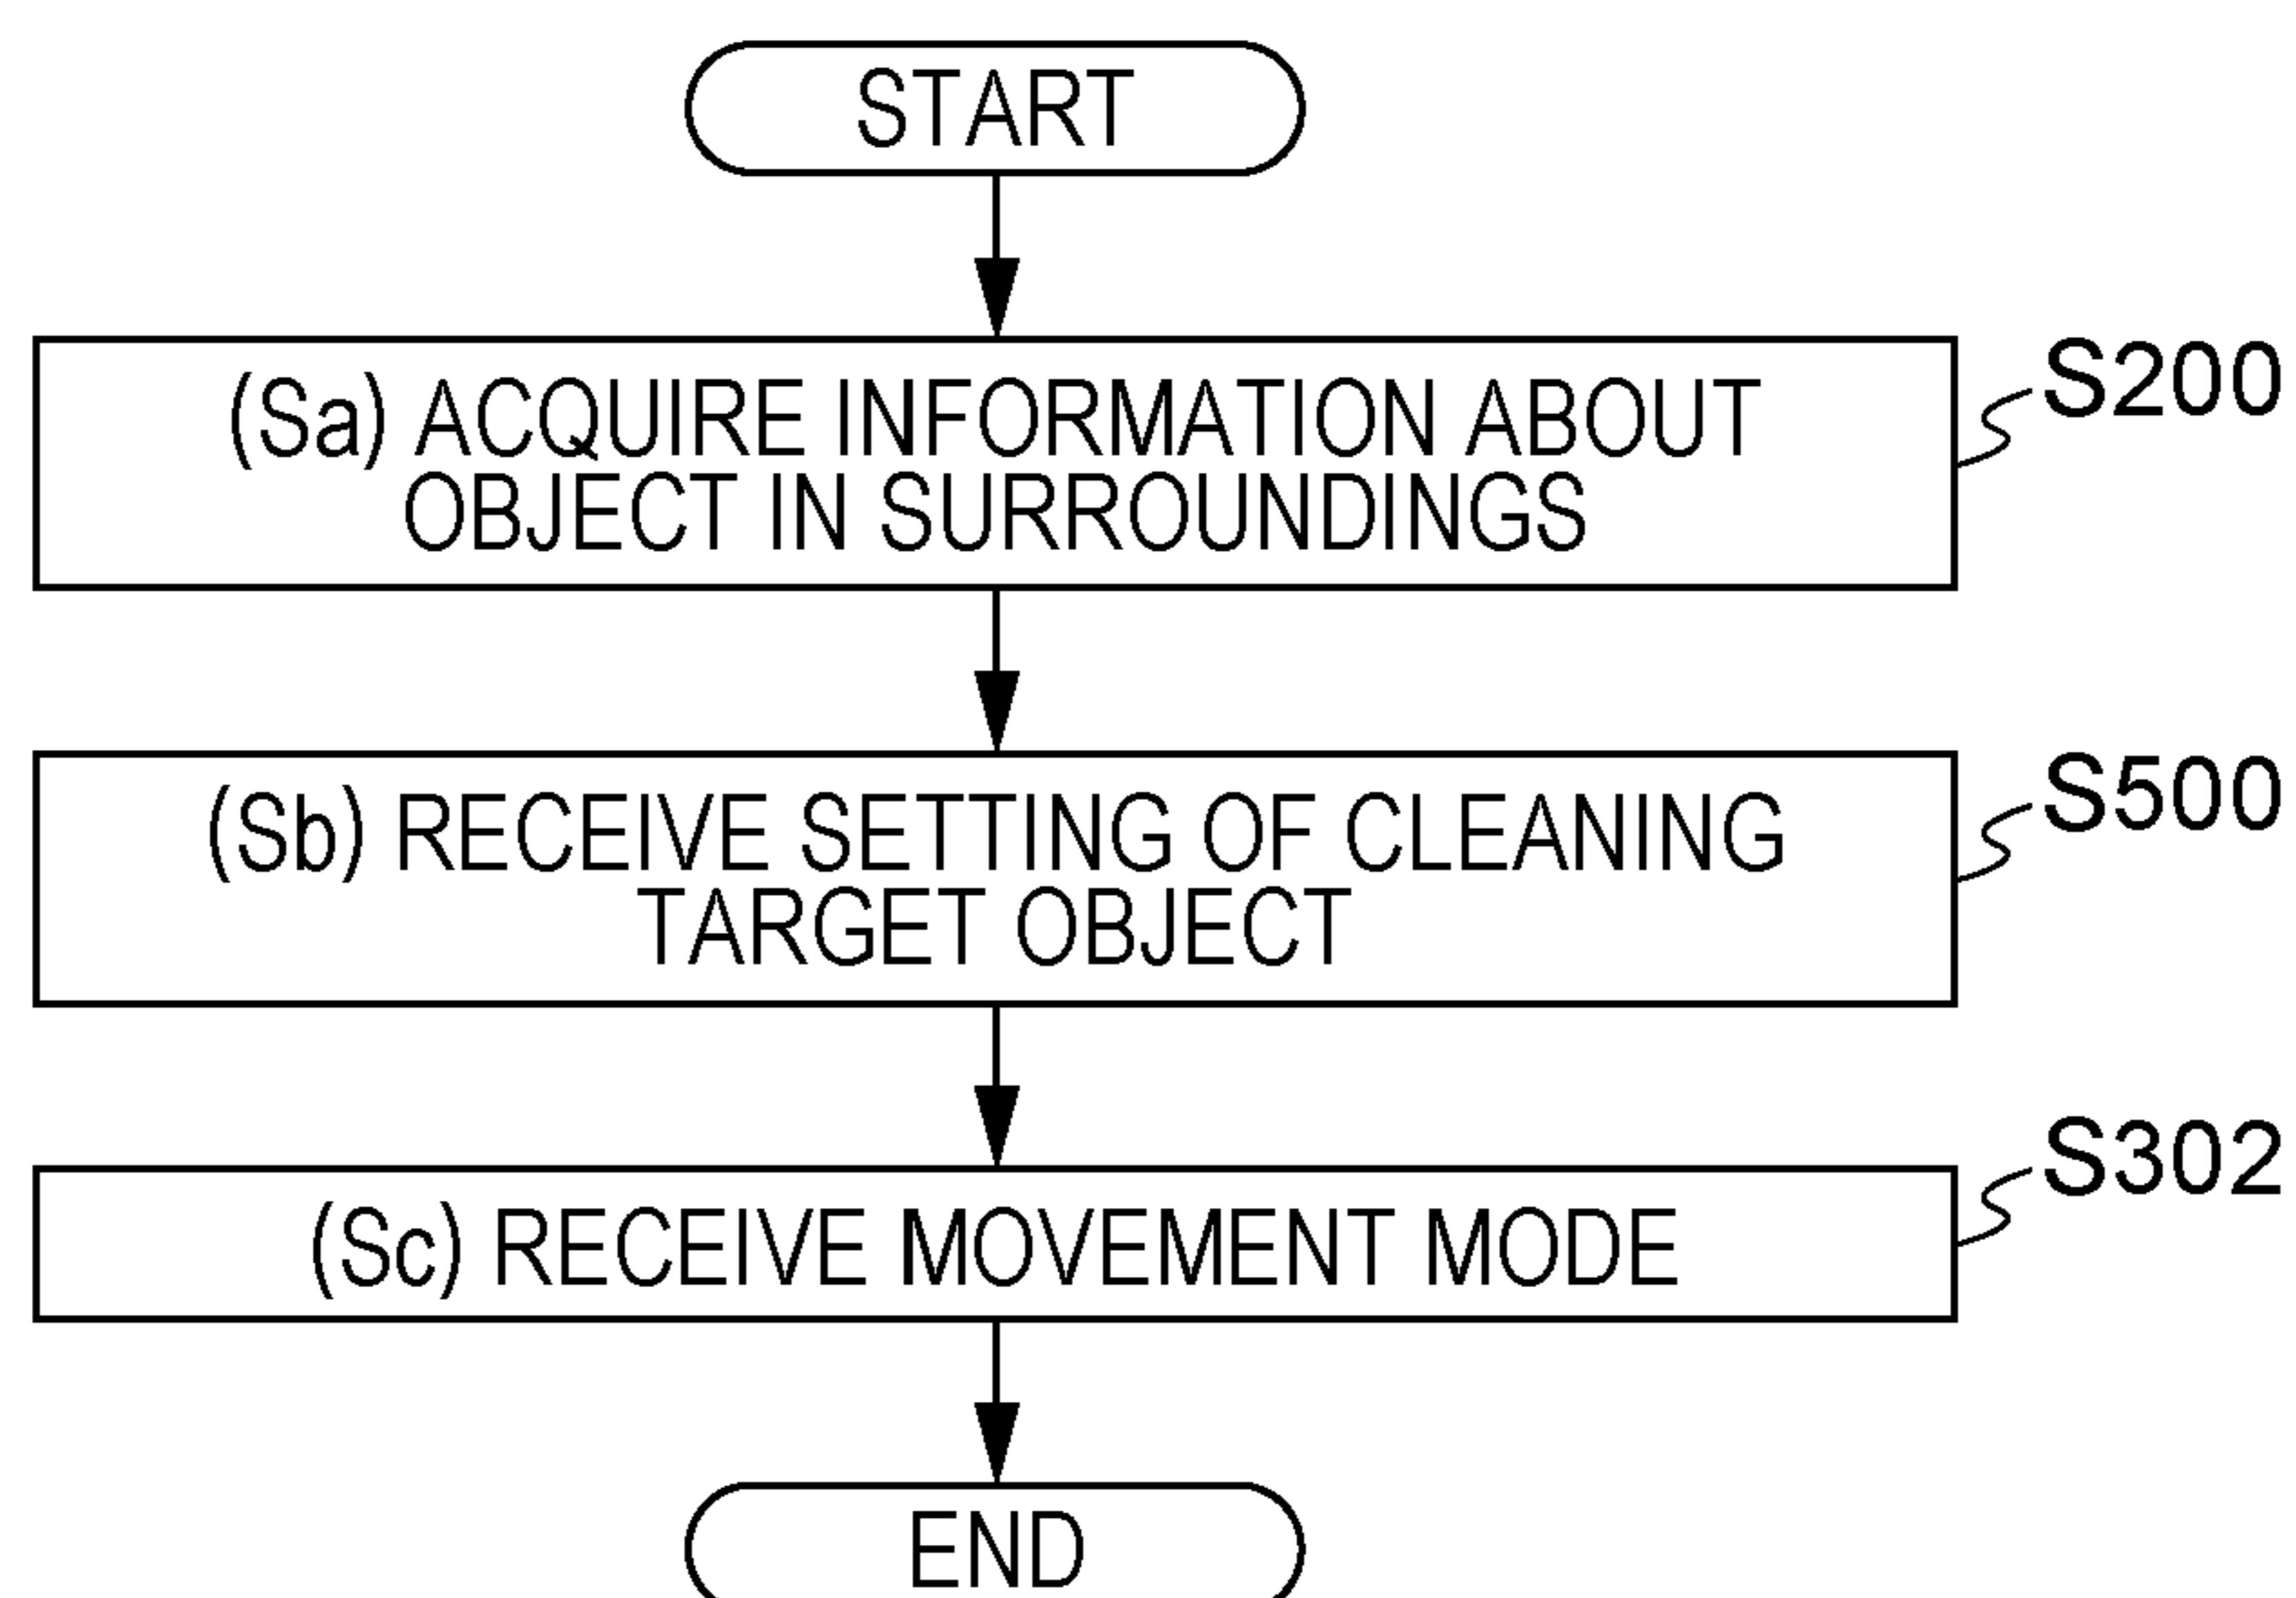 START
(Sa) ACQUIRE INFORMATION ABOUT
OBJECT IN SURROUNDINGS
S200
(Sb) RECEIVE SETTING OF CLEANING
TARGET OBJECT
S500
(Sc) RECEIVE MOVEMENT MODE
S302
END